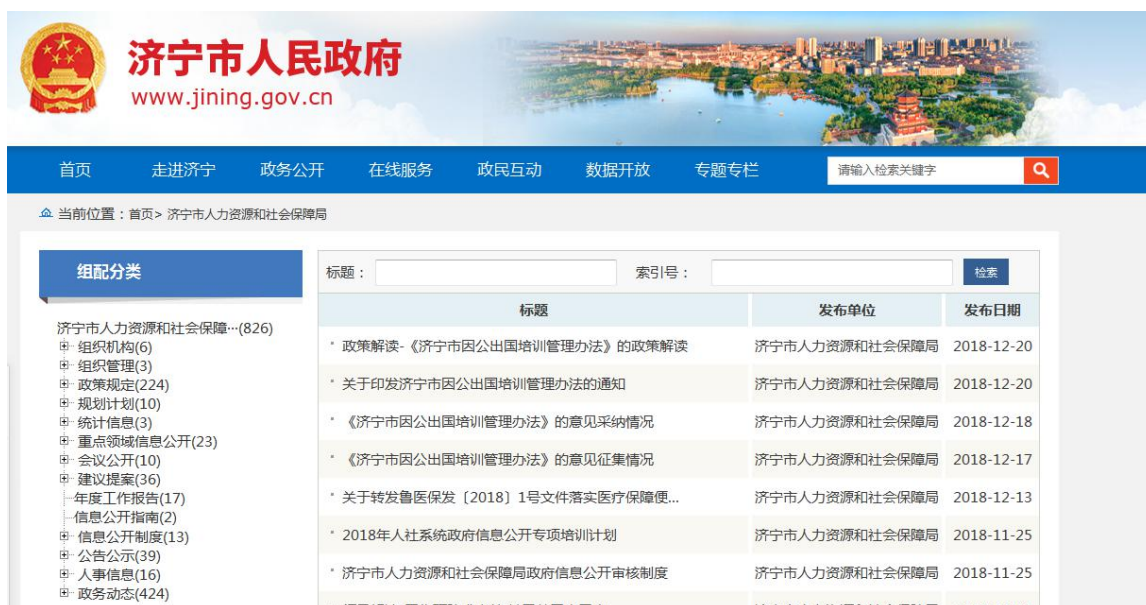 济宁市人民政府
www.jining.gov.cn
首页 走进济宁 政务公开 在线服务 政民互动 数据开放 专题专栏 请输入检索关键字
当前位置：首页> 济宁市人力资源和社会保障局
组配分类
济宁市人力资源和社会保障…(826)
组织机构(6)
组织管理(3)
政策规定(224)
规划计划(10)
统计信息(3)
重点领域信息公开(23)
会议公开(10)
建议提案(36)
年度工作报告(17)
信息公开指南(2)
信息公开制度(13)
公告公示(39)
人事信息(16)
政务动态(424)
标题： 索引号： 检索
标题 发布单位 发布日期
政策解读-《济宁市因公出国培训管理办法》的政策解读 济宁市人力资源和社会保障局 2018-12-20
关于印发济宁市因公出国培训管理办法的通知 济宁市人力资源和社会保障局 2018-12-20
《济宁市因公出国培训管理办法》的意见采纳情况 济宁市人力资源和社会保障局 2018-12-18
《济宁市因公出国培训管理办法》的意见征集情况 济宁市人力资源和社会保障局 2018-12-17
关于转发鲁医保发〔2018〕1号文件落实医疗保障便... 济宁市人力资源和社会保障局 2018-12-13
2018年人社系统政府信息公开专项培训计划 济宁市人力资源和社会保障局 2018-11-25
济宁市人力资源和社会保障局政府信息公开审核制度 济宁市人力资源和社会保障局 2018-11-25